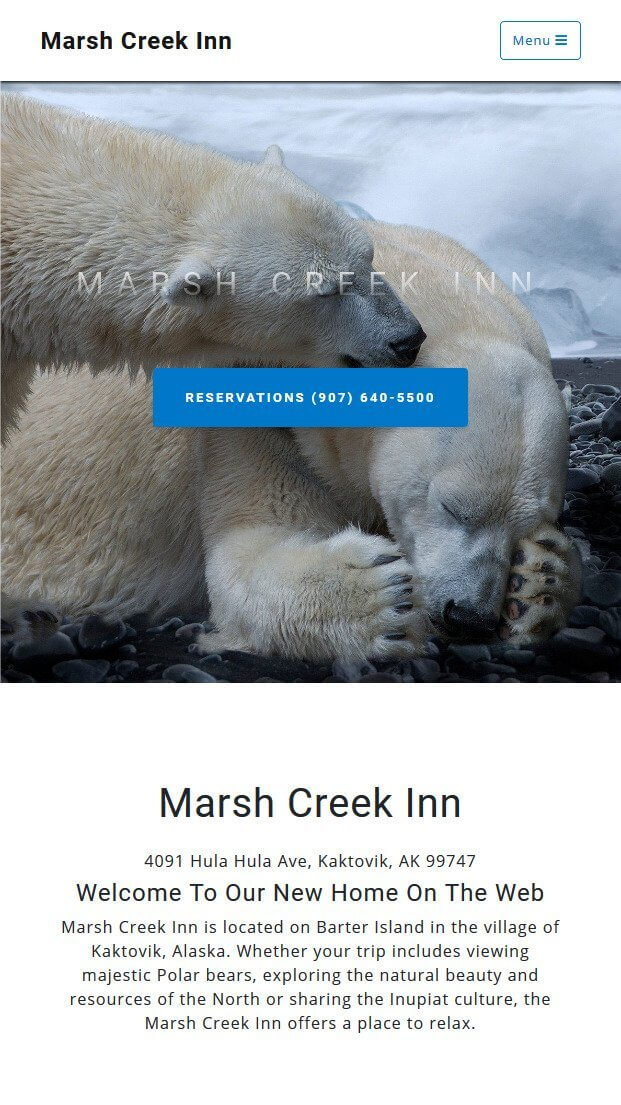 Marsh Creek Inn
Menu
MARSH CREEK INN
RESERVATIONS (907) 640-5500
Marsh Creek Inn
4091 Hula Hula Ave, Kaktovik, AK 99747
Welcome To Our New Home On The Web
Marsh Creek Inn is located on Barter Island in the village of
Kaktovik, Alaska. Whether your trip includes viewing
majestic Polar bears, exploring the natural beauty and
resources of the North or sharing the Inupiat culture, the
Marsh Creek Inn offers a place to relax.